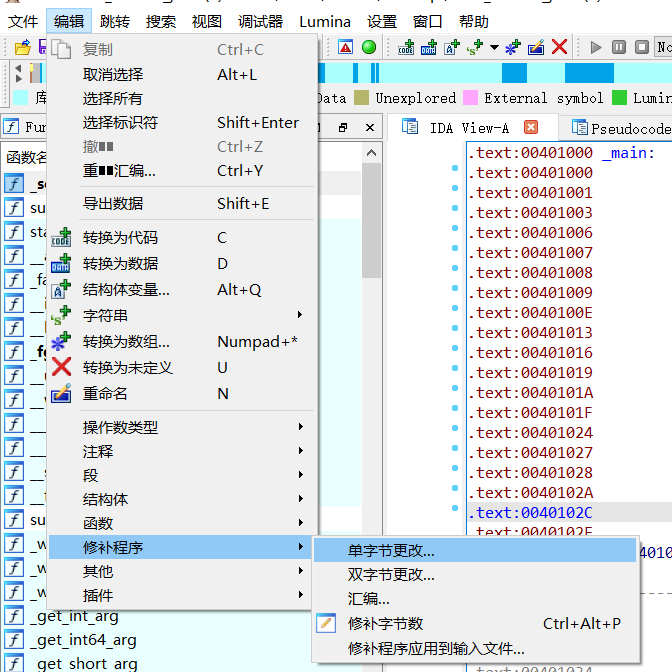 文件 编辑 跳转 搜索 视图 调试器 Lumina 设置 窗口 帮助
库 Data Unexplored External symbol Lumin
Fun
IDA View-A Pseudocode
函数名
复制 Ctrl+C
取消选择 Alt+L
选择所有
选择标识符 Shift+Enter
撤 Ctrl+Z
重 汇编... Ctrl+Y
导出数据 Shift+E
转换为代码 C
转换为数据 D
结构体变量... Alt+Q
字符串
转换为数组... Numpad+*
转换为未定义 U
重命名 N
操作数类型
注释
段
结构体
函数
修补程序
其他
插件
单字节更改...
双字节更改...
汇编...
修补字节数 Ctrl+Alt+P
修补程序应用到输入文件...
su
sta
su
_get_int_arg
_get_int64_arg
get short arg
.text:00401000 _main:
.text:00401000
.text:00401001
.text:00401003
.text:00401006
.text:00401007
.text:00401008
.text:00401009
.text:0040100E
.text:00401013
.text:00401016
.text:00401019
.text:0040101A
.text:0040101F
.text:00401024
.text:00401027
.text:00401028
.text:0040102A
.text:0040102C
.text:0040102E